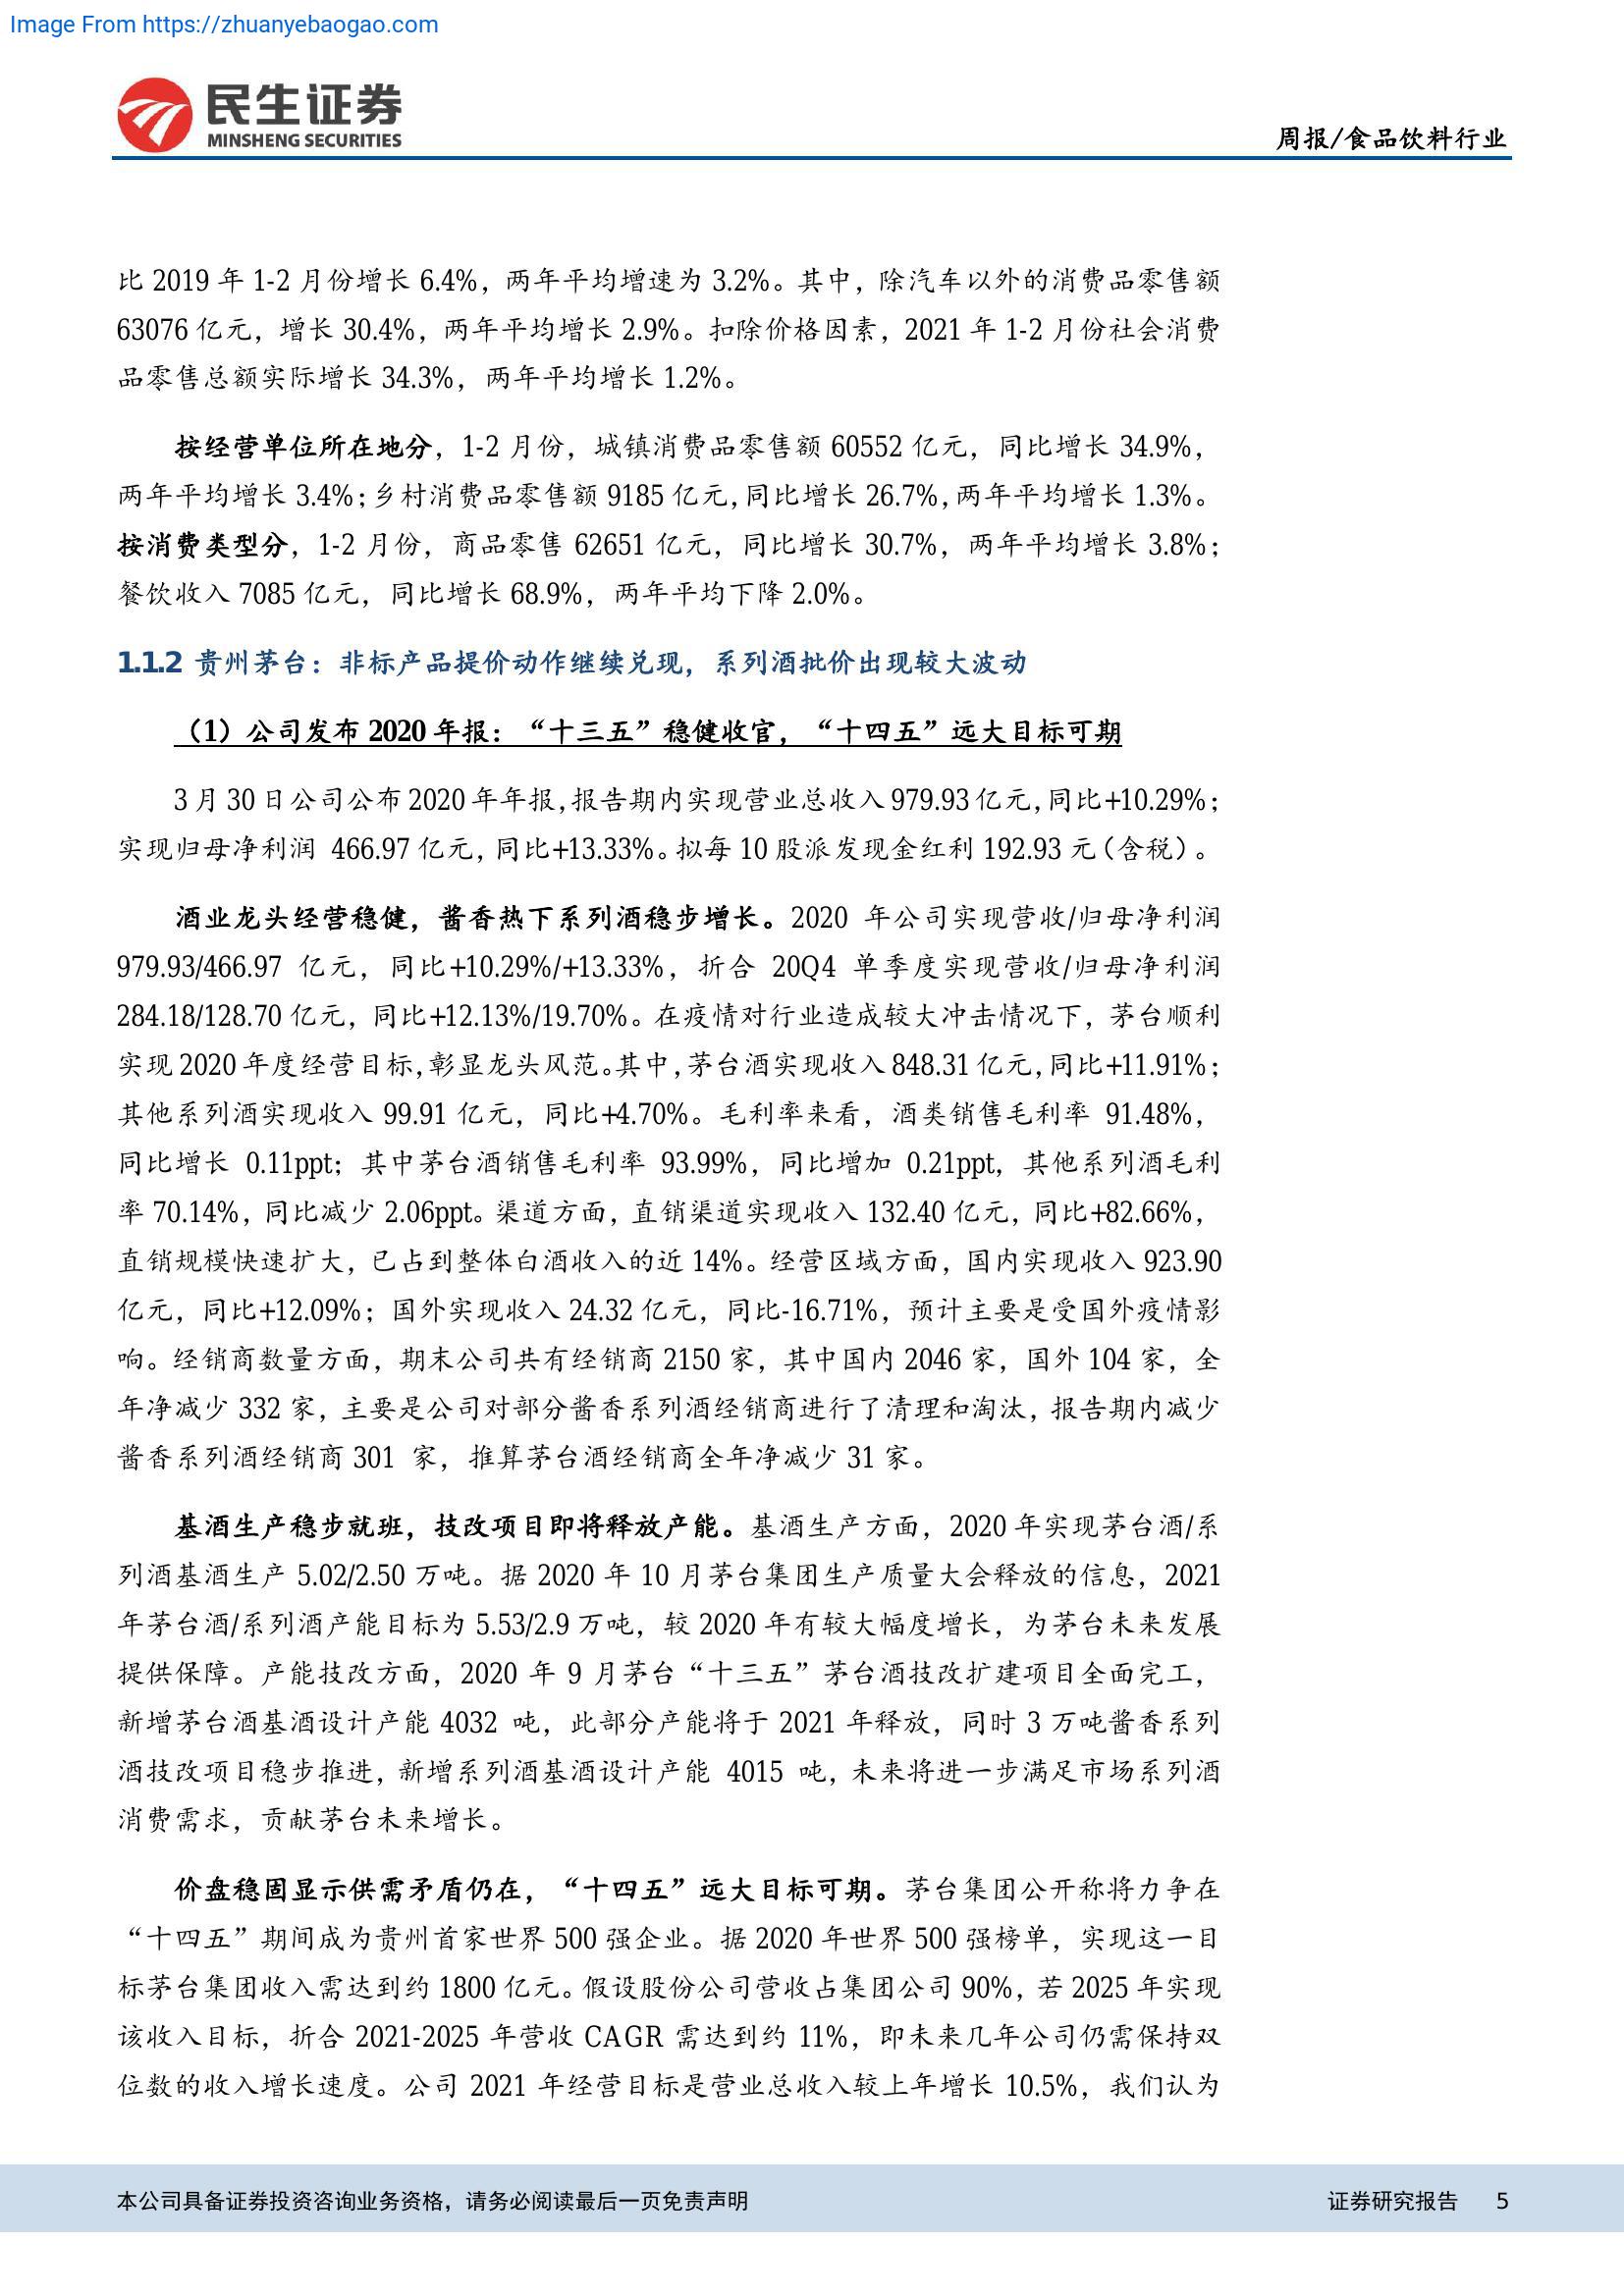 Image From https://zhuanyebaogao.com
民生证券
MINSHENG SECURITIES
周报/食品饮料行业
比 2019 年 1-2 月份增长 6.4%，两年平均增速为 3.2%。其中，除汽车以外的消费品零售额
63076 亿元，增长 30.4%，两年平均增长 2.9%。扣除价格因素，2021 年 1-2 月份社会消费
品零售总额实际增长 34.3%，两年平均增长 1.2%。
按经营单位所在地分，1-2 月份，城镇消费品零售额 60552 亿元，同比增长 34.9%，
两年平均增长 3.4%；乡村消费品零售额 9185 亿元，同比增长 26.7%，两年平均增长 1.3%。
按消费类型分，1-2 月份，商品零售 62651 亿元，同比增长 30.7%，两年平均增长 3.8%；
餐饮收入 7085 亿元，同比增长 68.9%，两年平均下降 2.0%。
1.1.2 贵州茅台：非标产品提价动作继续兑现，系列酒批价出现较大波动
（1）公司发布 2020 年报：“十三五”稳健收官，“十四五”远大目标可期
3 月 30 日公司公布 2020 年年报，报告期内实现营业总收入 979.93 亿元，同比+10.29%；
实现归母净利润 466.97 亿元，同比+13.33%。拟每 10 股派发现金红利 192.93 元（含税）。
酒业龙头经营稳健，酱香热下系列酒稳步增长。2020 年公司实现营收/归母净利润
979.93/466.97 亿元，同比+10.29%/+13.33%，折合 20Q4 单季度实现营收/归母净利润
284.18/128.70 亿元，同比+12.13%/19.70%。在疫情对行业造成较大冲击情况下，茅台顺利
实现 2020 年度经营目标，彰显龙头风范。其中，茅台酒实现收入 848.31 亿元，同比+11.91%；
其他系列酒实现收入 99.91 亿元，同比+4.70%。毛利率来看，酒类销售毛利率 91.48%，
同比增长 0.11ppt；其中茅台酒销售毛利率 93.99%，同比增加 0.21ppt，其他系列酒毛利
率 70.14%，同比减少 2.06ppt。渠道方面，直销渠道实现收入 132.40 亿元，同比+82.66%，
直销规模快速扩大，已占到整体白酒收入的近 14%。经营区域方面，国内实现收入 923.90
亿元，同比+12.09%；国外实现收入 24.32 亿元，同比-16.71%，预计主要是受国外疫情影
响。经销商数量方面，期末公司共有经销商 2150 家，其中国内 2046 家，国外 104 家，全
年净减少 332 家，主要是公司对部分酱香系列酒经销商进行了清理和淘汰，报告期内减少
酱香系列酒经销商 301 家，推算茅台酒经销商全年净减少 31 家。
基酒生产稳步就班，技改项目即将释放产能。基酒生产方面，2020 年实现茅台酒/系
列酒基酒生产 5.02/2.50 万吨。据 2020 年 10 月茅台集团生产质量大会释放的信息，2021
年茅台酒/系列酒产能目标为 5.53/2.9 万吨，较 2020 年有较大幅度增长，为茅台未来发展
提供保障。产能技改方面，2020 年 9 月茅台“十三五”茅台酒技改扩建项目全面完工，
新增茅台酒基酒设计产能 4032 吨，此部分产能将于 2021 年释放，同时 3 万吨酱香系列
酒技改项目稳步推进，新增系列酒基酒设计产能 4015 吨，未来将进一步满足市场系列酒
消费需求，贡献茅台未来增长。
价盘稳固显示供需矛盾仍在，“十四五”远大目标可期。茅台集团公开称将力争在
“十四五”期间成为贵州首家世界 500 强企业。据 2020 年世界 500 强榜单，实现这一目
标茅台集团收入需达到约 1800 亿元。假设股份公司营收占集团公司 90%，若 2025 年实现
该收入目标，折合 2021-2025 年营收 CAGR 需达到约 11%，即未来几年公司仍需保持双
位数的收入增长速度。公司 2021 年经营目标是营业总收入较上年增长 10.5%，我们认为
本公司具备证券投资咨询业务资格，请务必阅读最后一页免责声明
证券研究报告 5